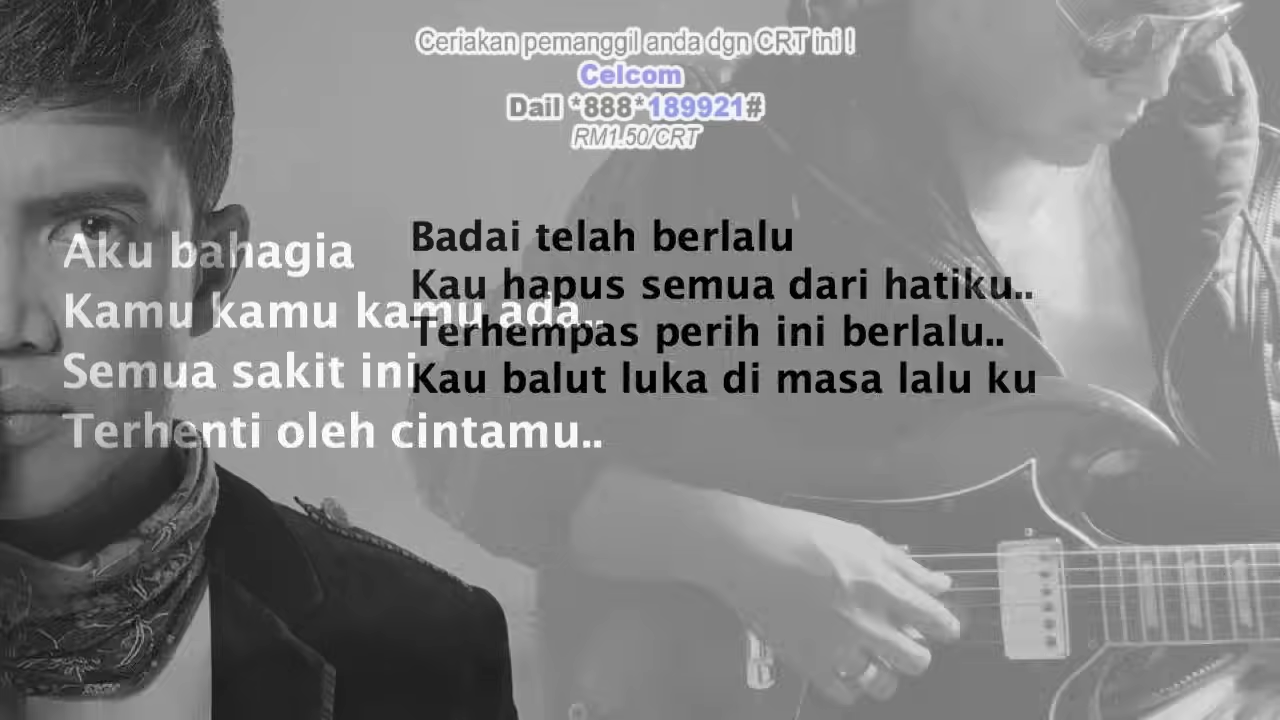 Ceriakan pemanggil anda dgn CRT ini !
Celcom
Dail *888*189921#
RM1.50/CRT
Aku bahagia
Kamu kamu kamu ada..
Semua sakit ini
Terhenti oleh cintamu..
Badai telah berlalu
Kau hapus semua dari hatiku..
Terhempas perih ini berlalu..
Kau balut luka di masa lalu ku